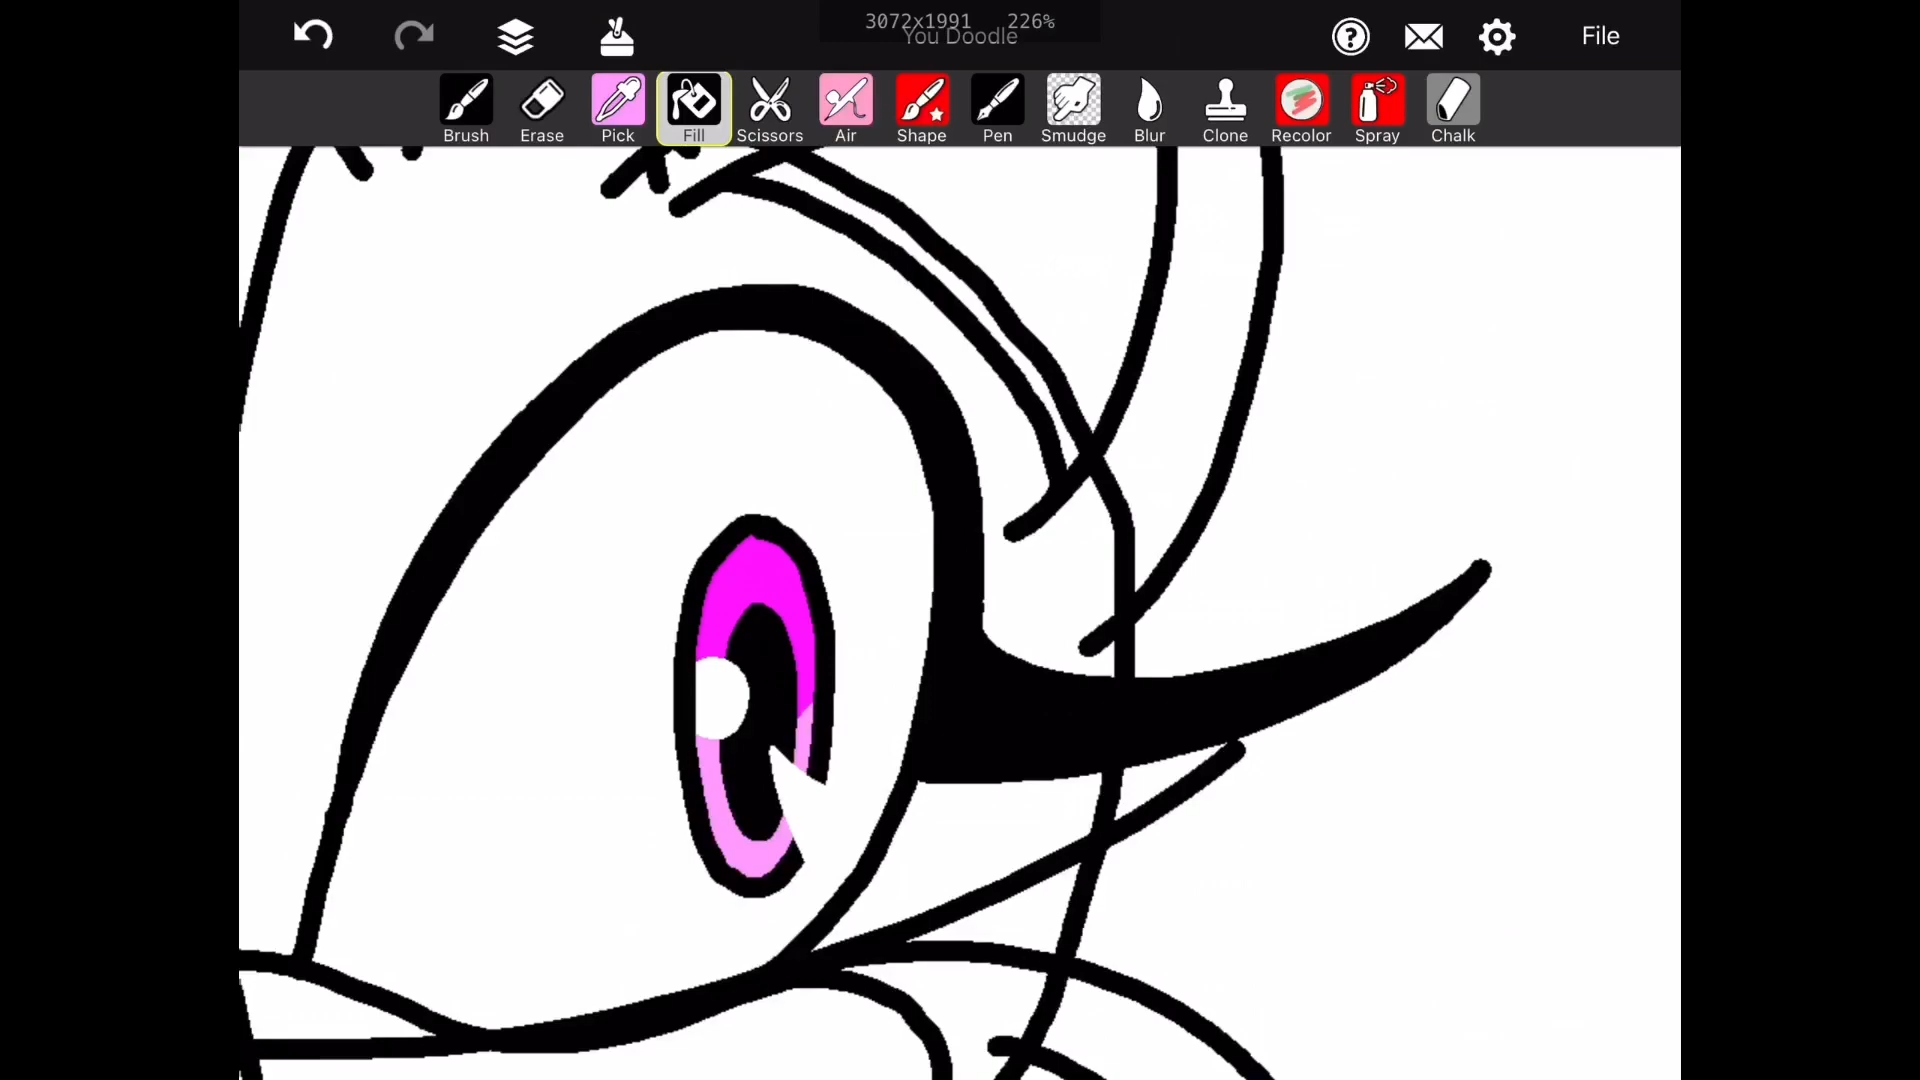 3072x1991 226%
You Doodle
File
Brush Erase Pick Fill Scissors Air Shape Pen Smudge Blur Clone Recolor Spray Chalk